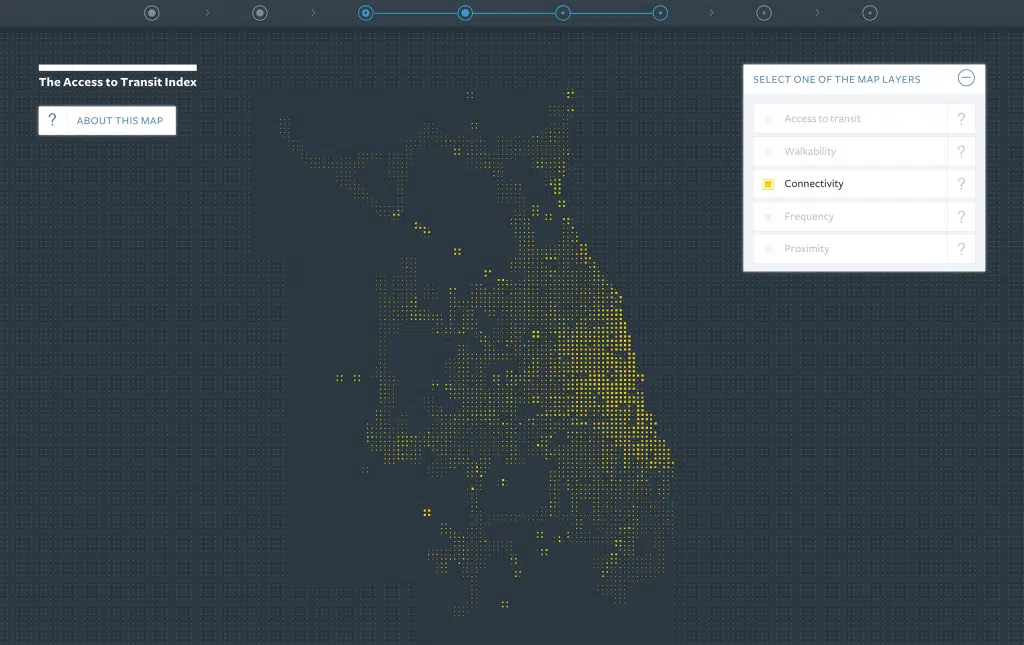 The Access to Transit Index
? ABOUT THIS MAP
SELECT ONE OF THE MAP LAYERS
Access to transit ?
Walkability ?
Connectivity ?
Frequency ?
Proximity ?